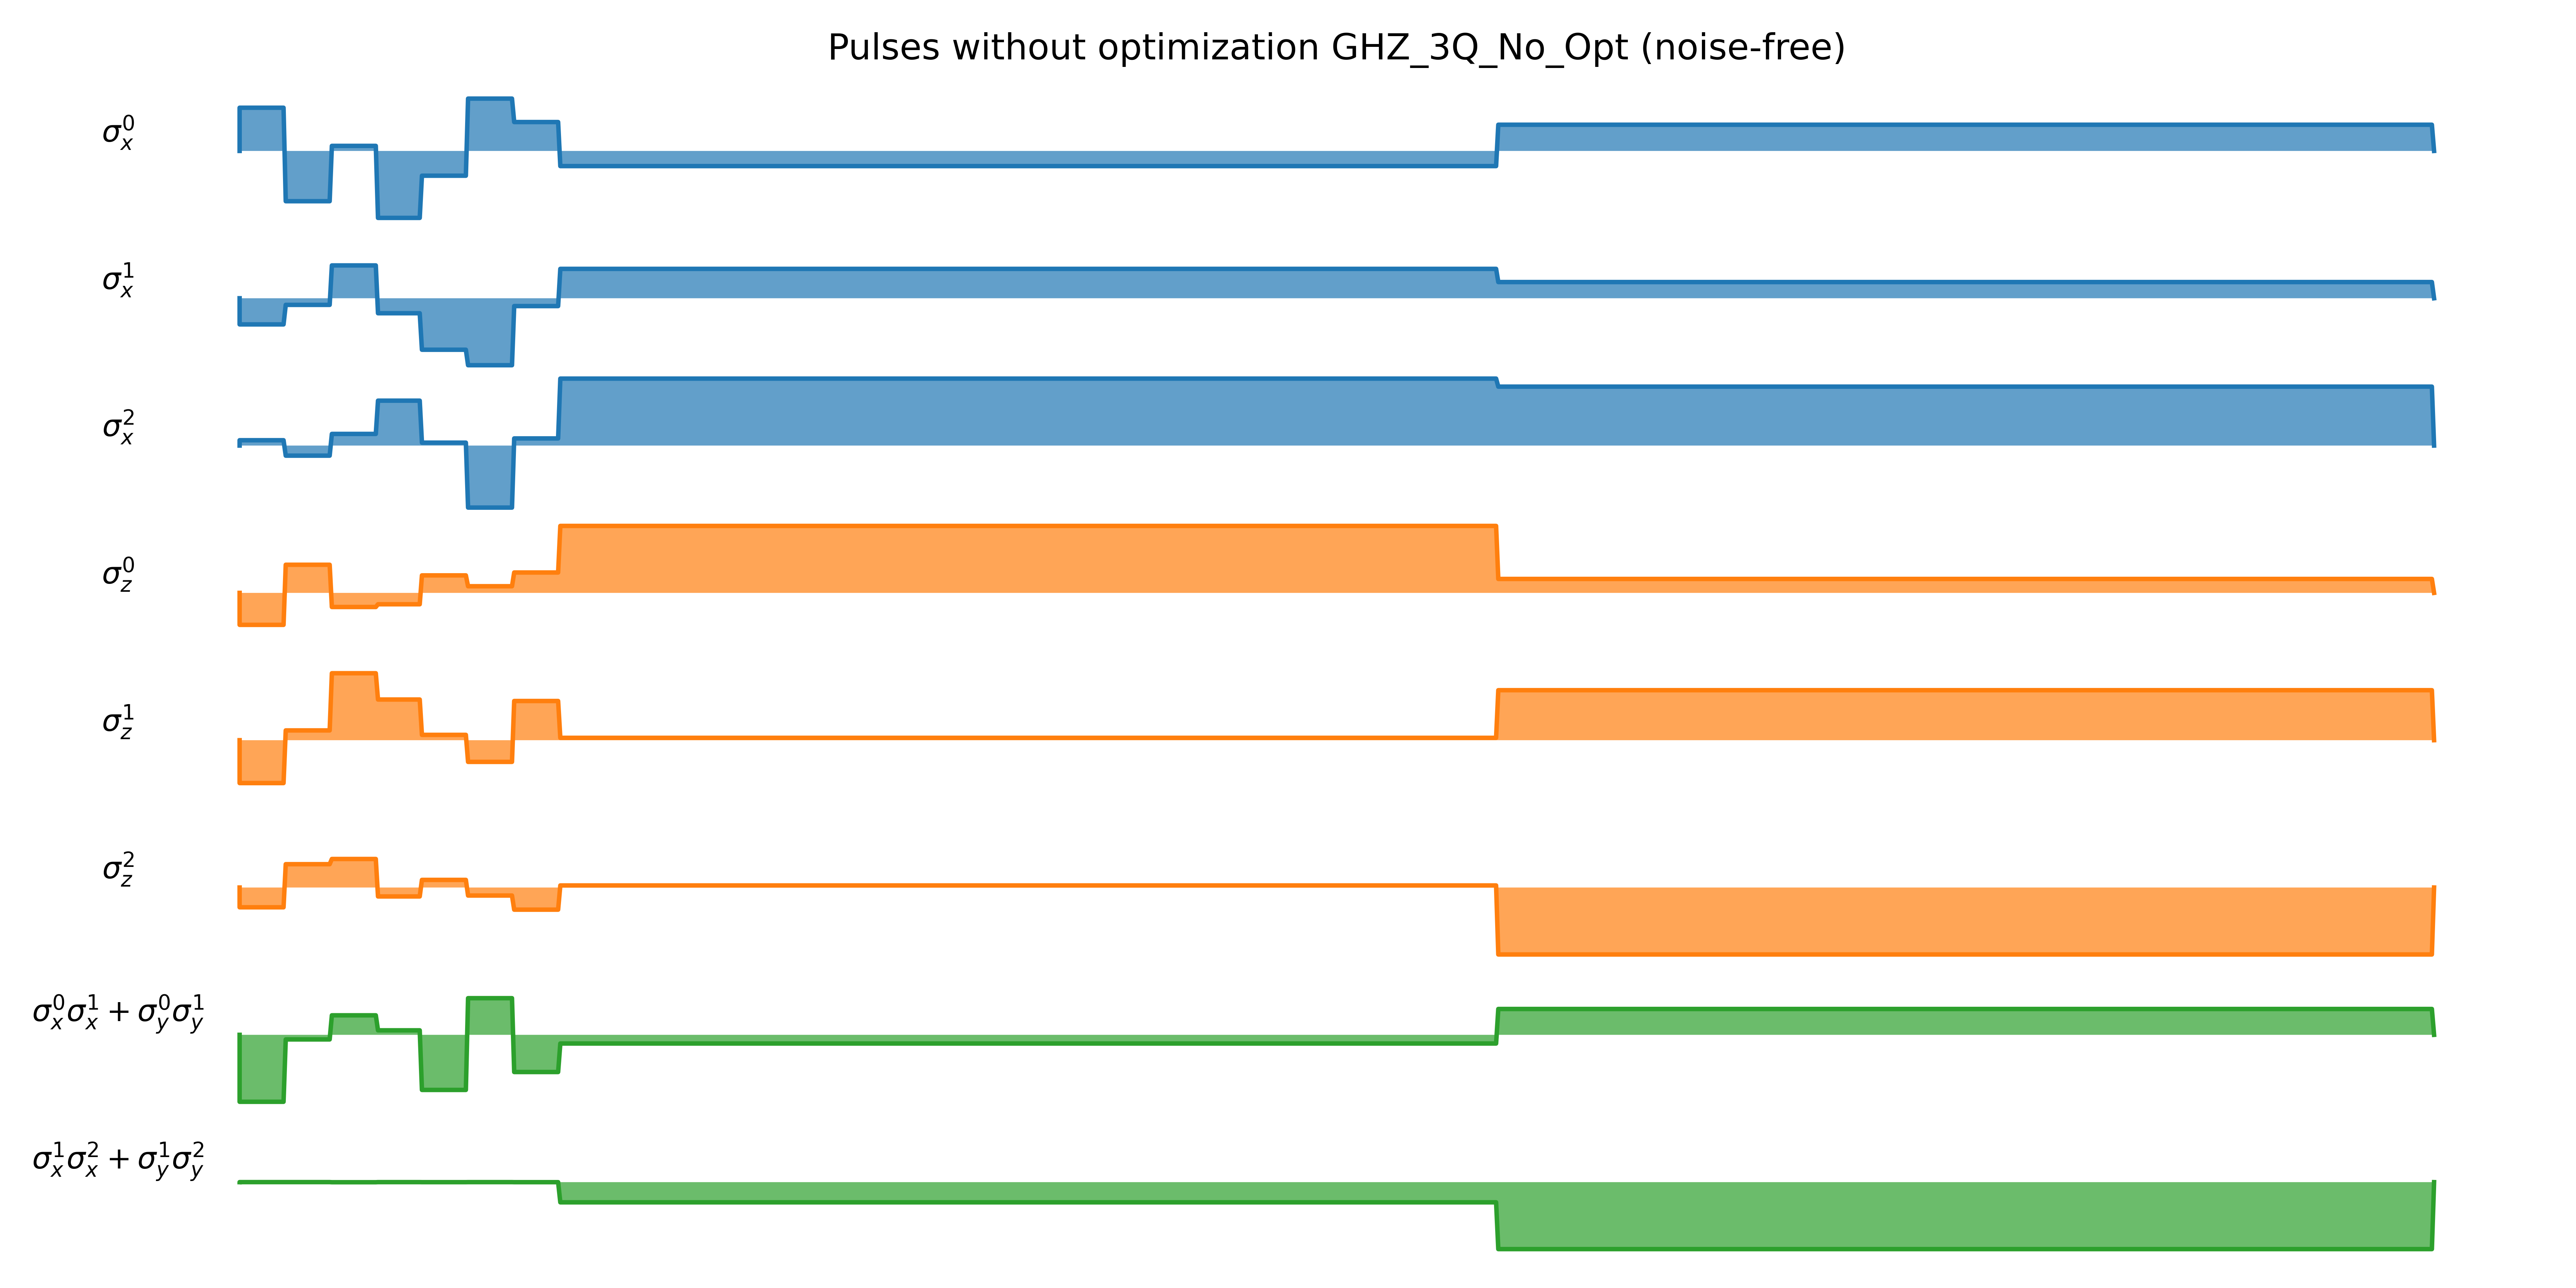 Pulses without optimization GHZ_3Q_No_Opt (noise-free)
σ_x^0
σ_x^1
σ_x^2
σ_z^0
σ_z^1
σ_z^2
σ_x^0σ_x^1 + σ_y^0σ_y^1
σ_x^1σ_x^2 + σ_y^1σ_y^2